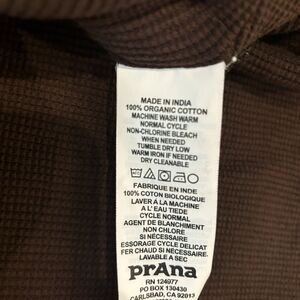 MADE IN INDIA
100% ORGANIC COTTON
MACHINE WASH WARM
NORMAL CYCLE
NON-CHLORINE BLEACH
WHEN NEEDED
TUMBLE DRY LOW
WARM IRON IF NEEDED
DRY CLEANABLE
FABRIQUE EN INDE
100% COTON BIOLOGIQUE
LAVER À LA MACHINE
A L' EAU TIEDE
CYCLE NORMAL
AGENT DE BLANCHIMENT
NON CHLORE
SI NÉCESSAIRE
ESSORAGE CYCLE DELICAT
FER CHAUD SI NECESSAIRE.
LAVABLE A SEC
prAna
RN 124977
PO BOX 130430
CARLSBAD, CA 92013